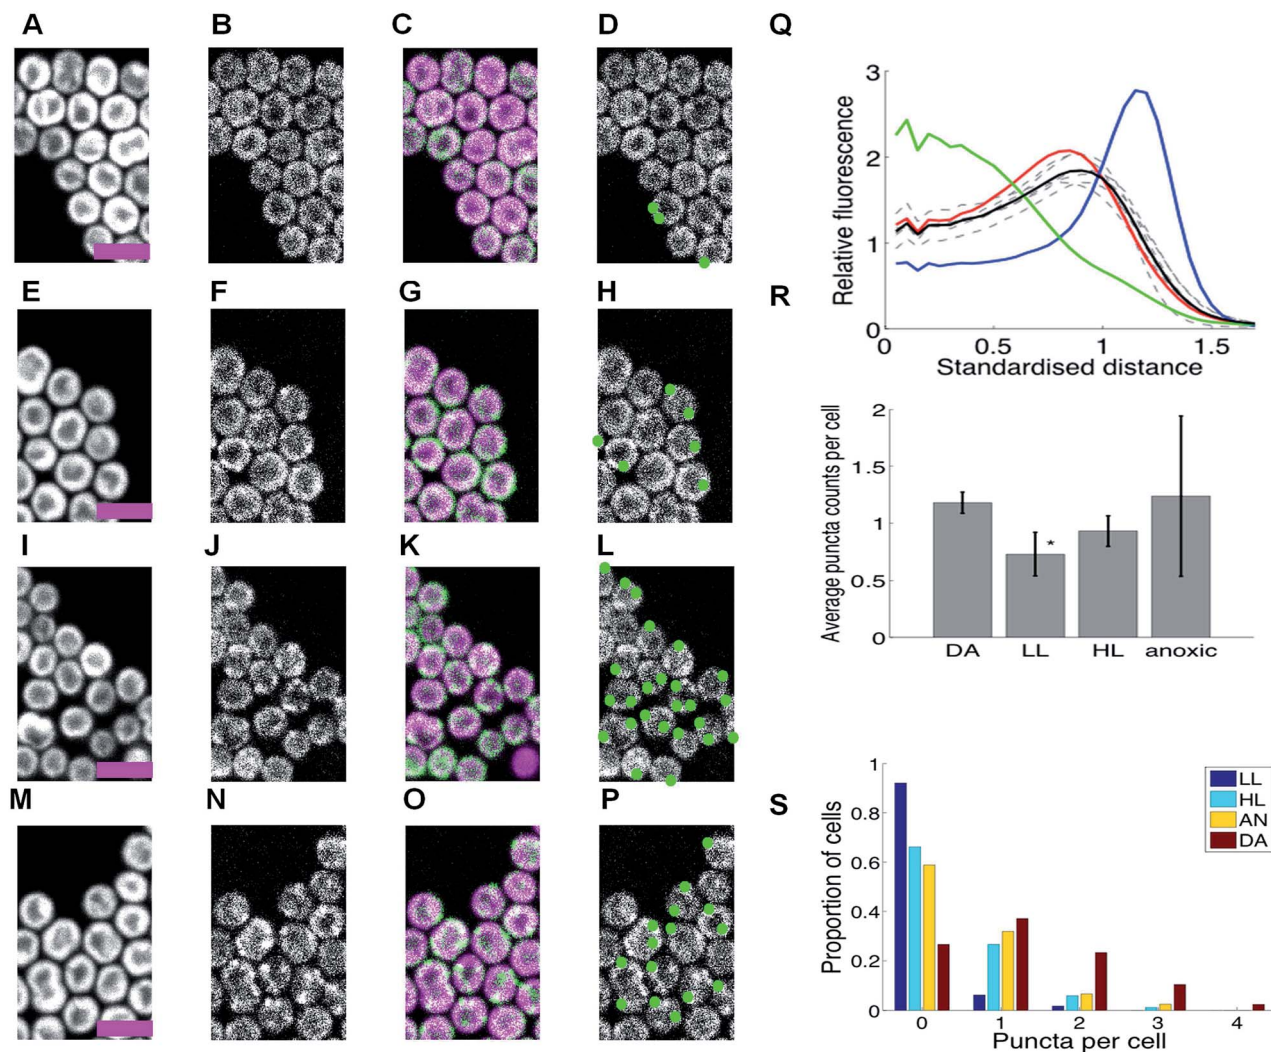 A B C D Q
3
2
1
0
Relative fluorescence
0 0.5 1 1.5
Standardised distance
E F G H R
2
1.5
1
0.5
0
Average puncta counts per cell
*
DA LL HL anoxic
I J K L
M N O P S
1
0.8
0.6
0.4
0.2
0
Proportion of cells
LL
HL
AN
DA
0 1 2 3 4
Puncta per cell